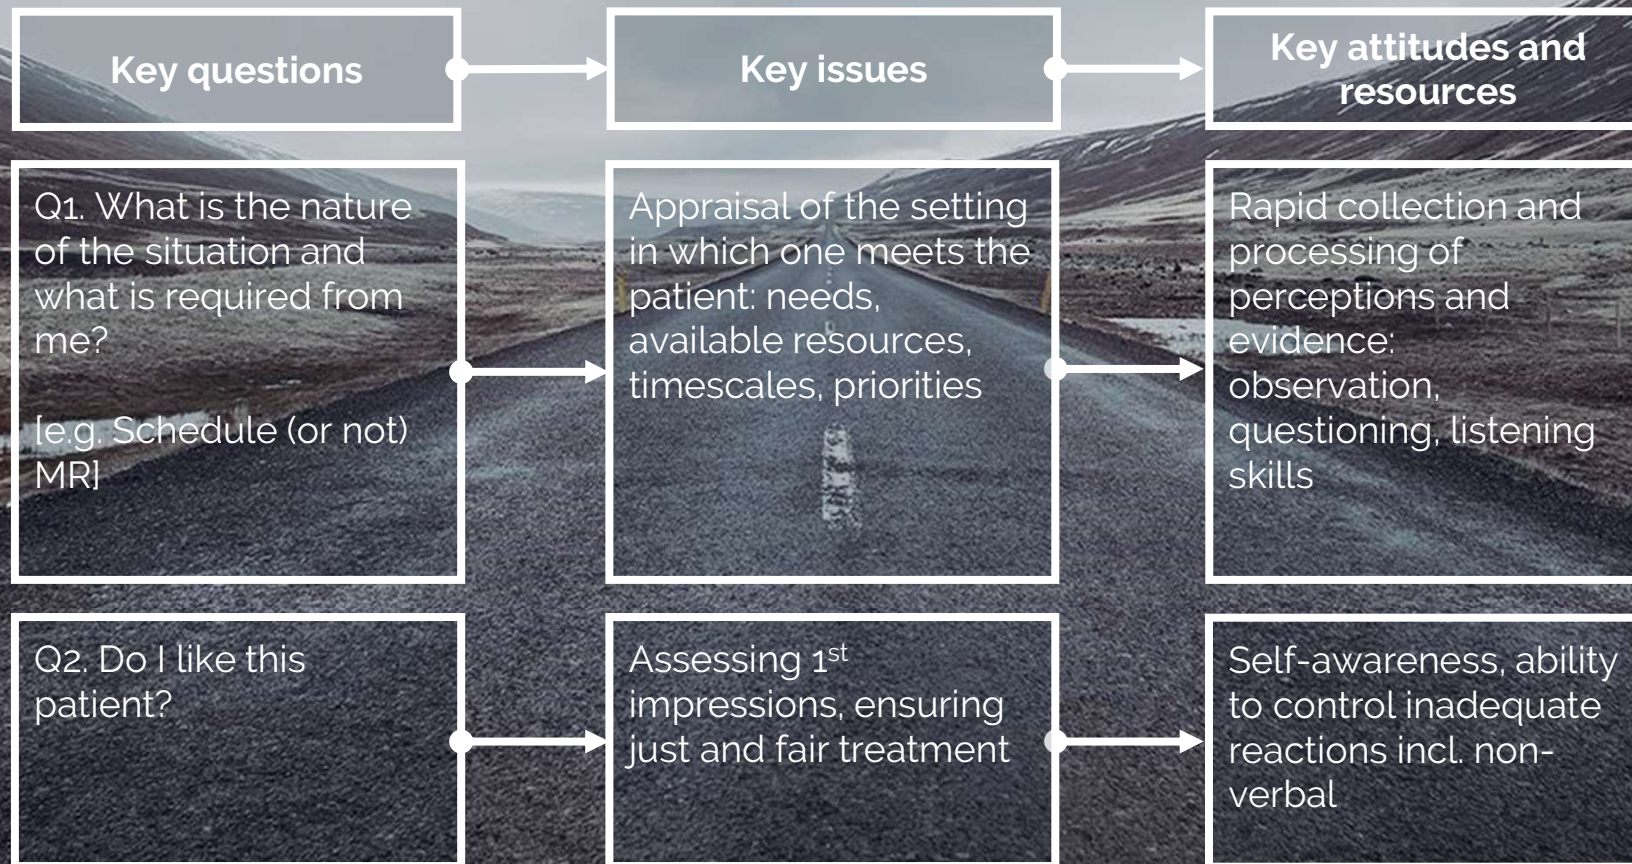 Key questions
Key issues
Key attitudes and
resources
Q1. What is the nature
of the situation and
what is required from
me?
[e.g. Schedule (or not)
MR]
Appraisal of the setting
in which one meets the
patient: needs,
available resources,
timescales, priorities
Rapid collection and
processing of
perceptions and
evidence:
observation,
questioning, listening
skills
Q2. Do I like this
patient?
Assessing 1st
impressions, ensuring
just and fair treatment
Self-awareness, ability
to control inadequate
reactions incl. non-
verbal